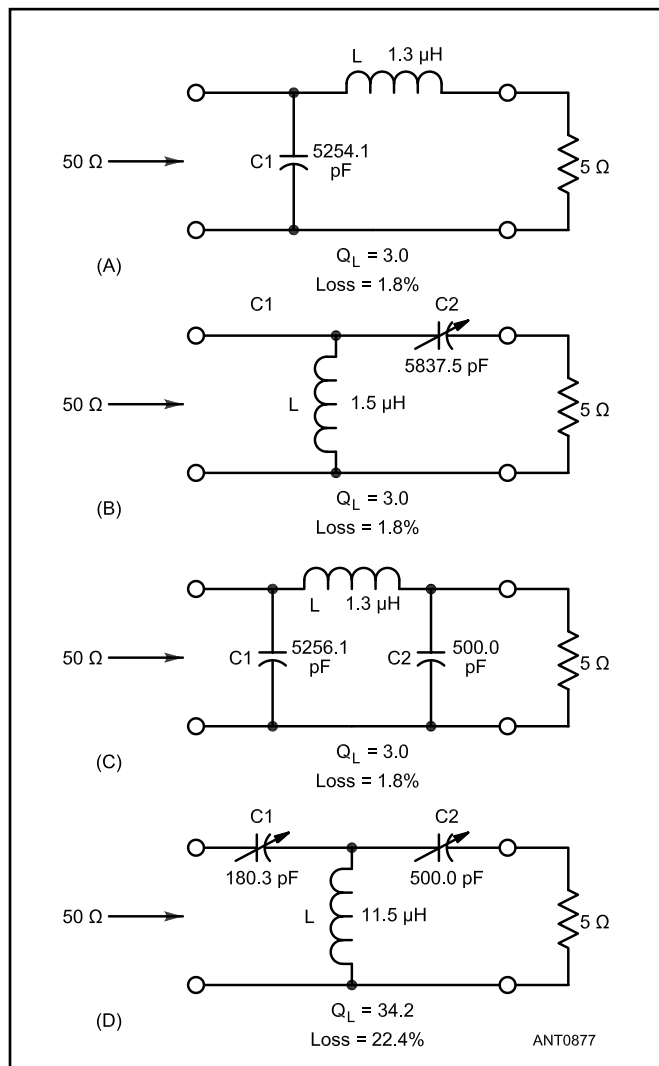 L 1.3 µH
50 Ω
C1
5254.1
pF
5 Ω
(A)
Q_L = 3.0
Loss = 1.8%
C1
C2
5837.5 pF
50 Ω
L
1.5 µH
5 Ω
(B)
Q_L = 3.0
Loss = 1.8%
L 1.3 µH
50 Ω
C1
5256.1
pF
C2
500.0
pF
5 Ω
(C)
Q_L = 3.0
Loss = 1.8%
C1
C2
180.3 pF
500.0 pF
50 Ω
L
11.5 µH
5 Ω
(D)
Q_L = 34.2
Loss = 22.4%
ANT0877